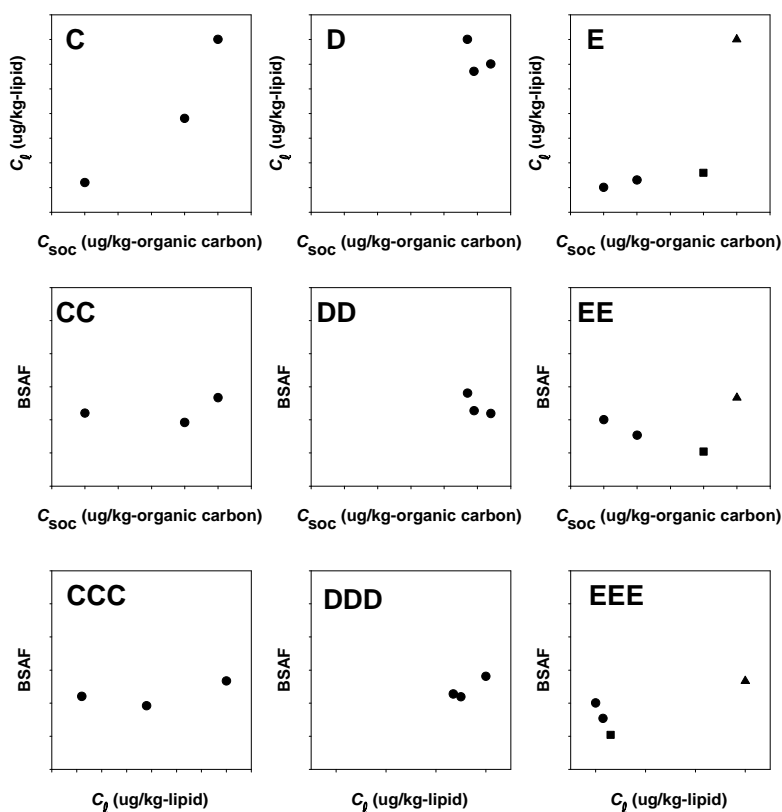 C
D
E
Cℓ (ug/kg-lipid)
Cℓ (ug/kg-lipid)
Cℓ (ug/kg-lipid)
Csoc (ug/kg-organic carbon)
Csoc (ug/kg-organic carbon)
Csoc (ug/kg-organic carbon)
CC
DD
EE
BSAF
BSAF
BSAF
Csoc (ug/kg-organic carbon)
Csoc (ug/kg-organic carbon)
Csoc (ug/kg-organic carbon)
CCC
DDD
EEE
BSAF
BSAF
BSAF
Cℓ (ug/kg-lipid)
Cℓ (ug/kg-lipid)
Cℓ (ug/kg-lipid)